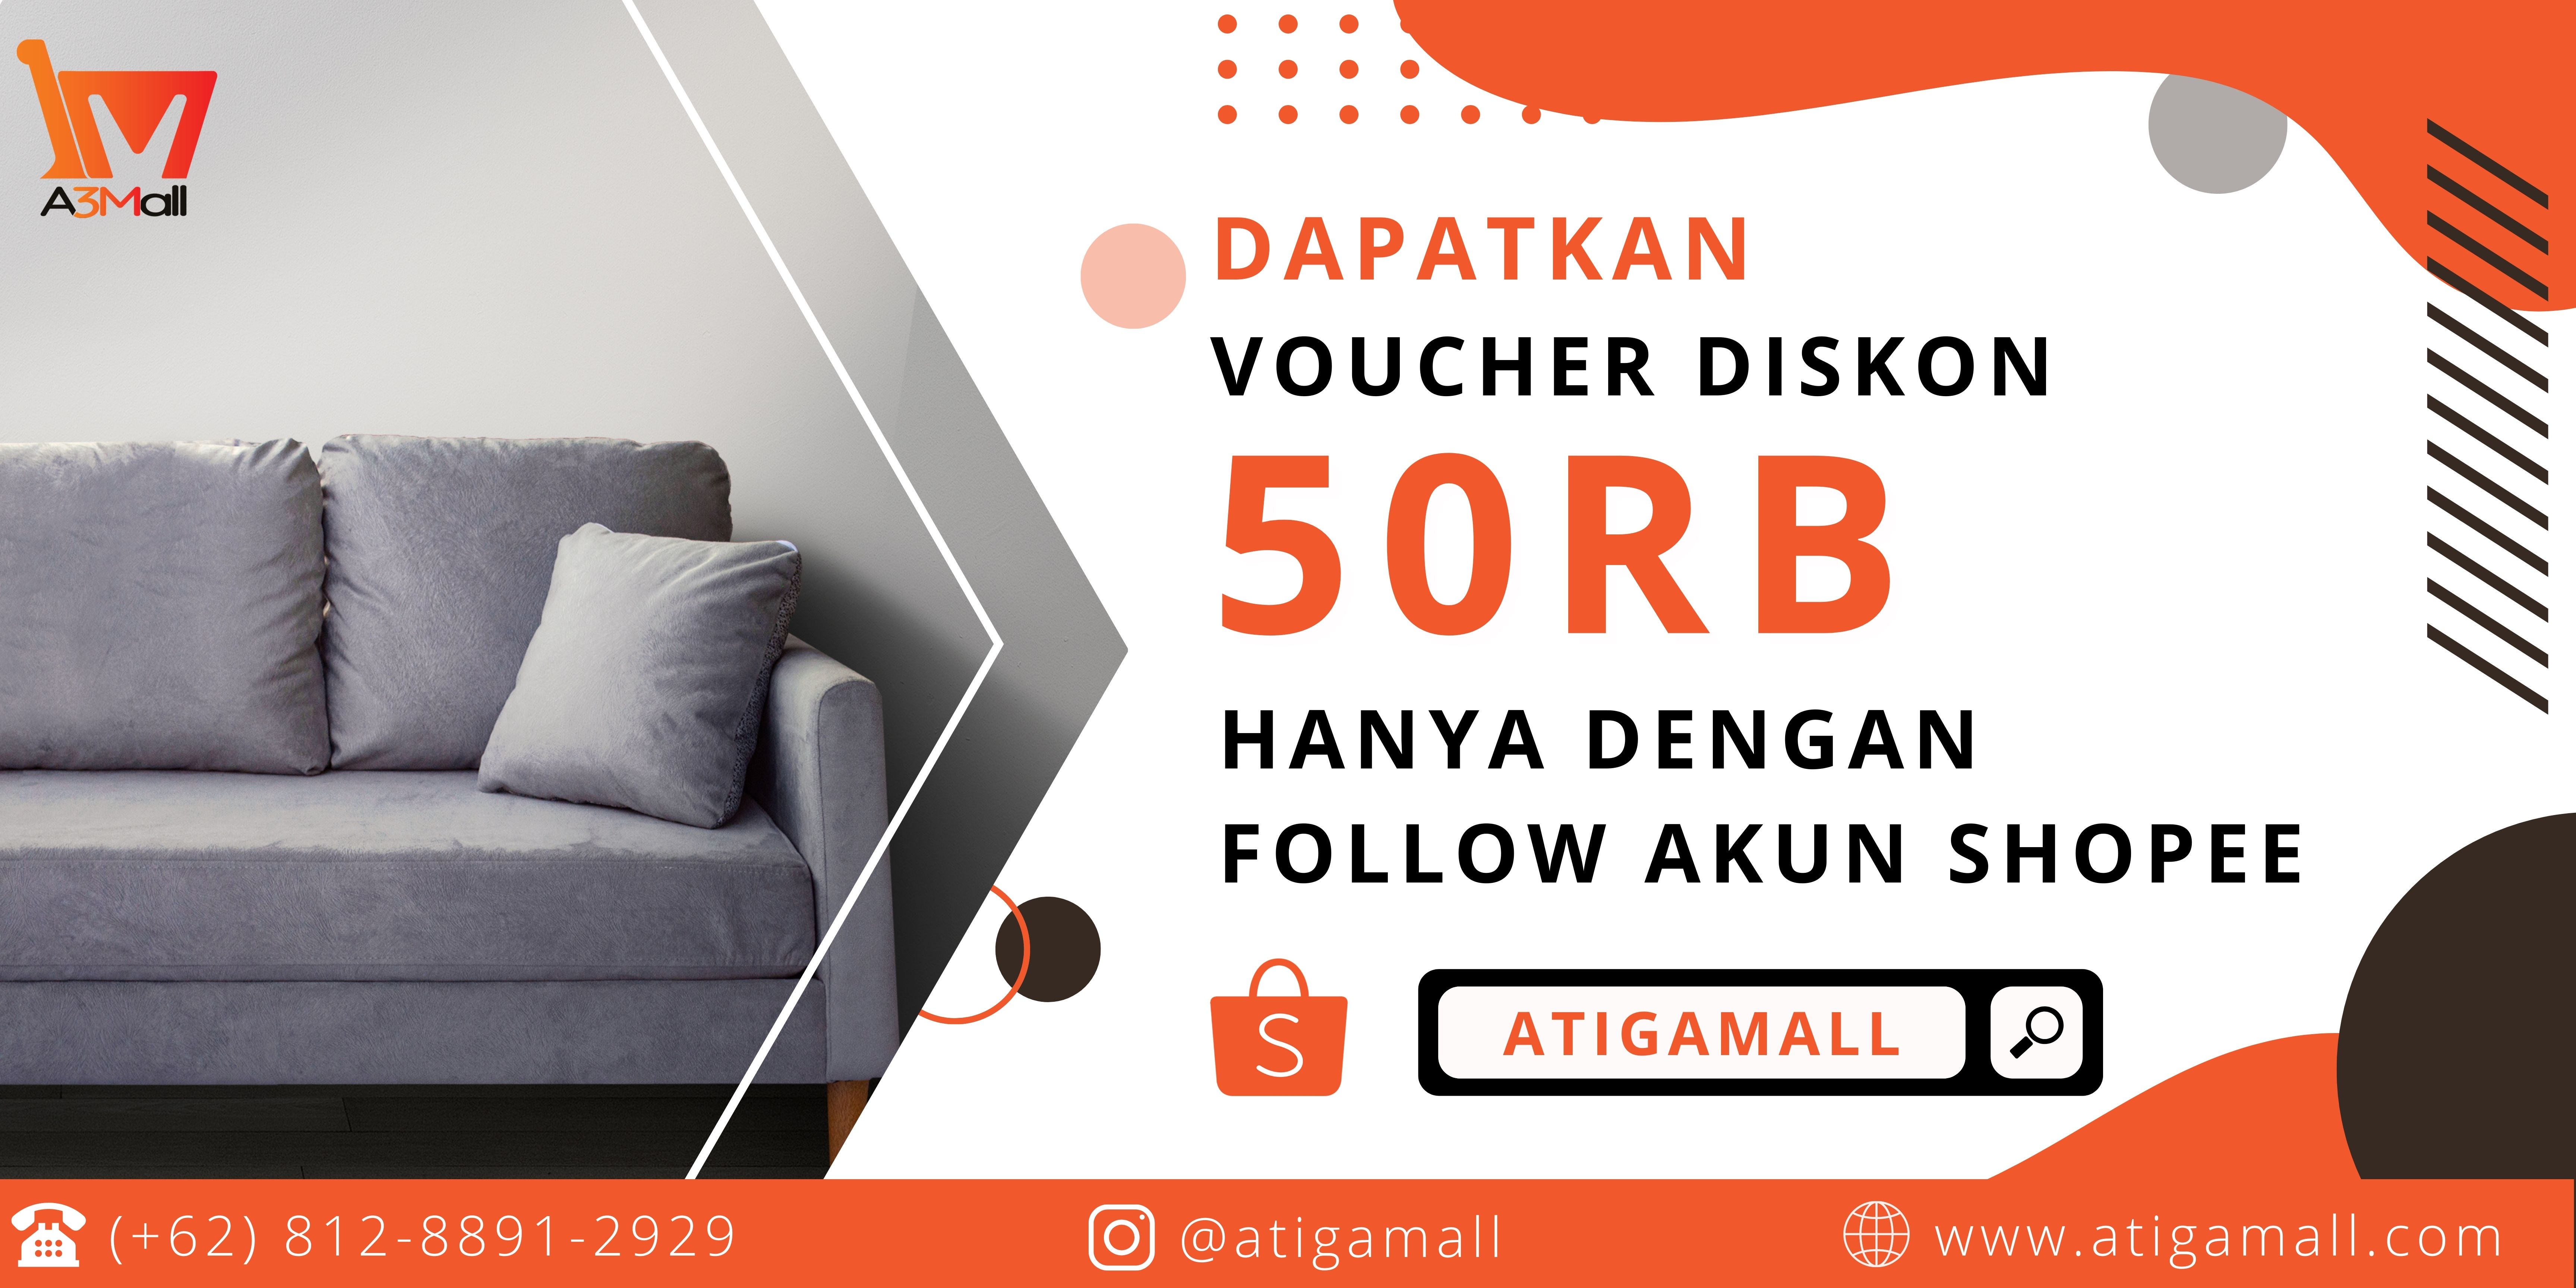 A3Mall
DAPATKAN
VOUCHER DISKON
50RB
HANYA DENGAN
FOLLOW AKUN SHOPEE
S
ATIGAMALL
(+62) 812-8891-2929
@atigamall
www.atigamall.com